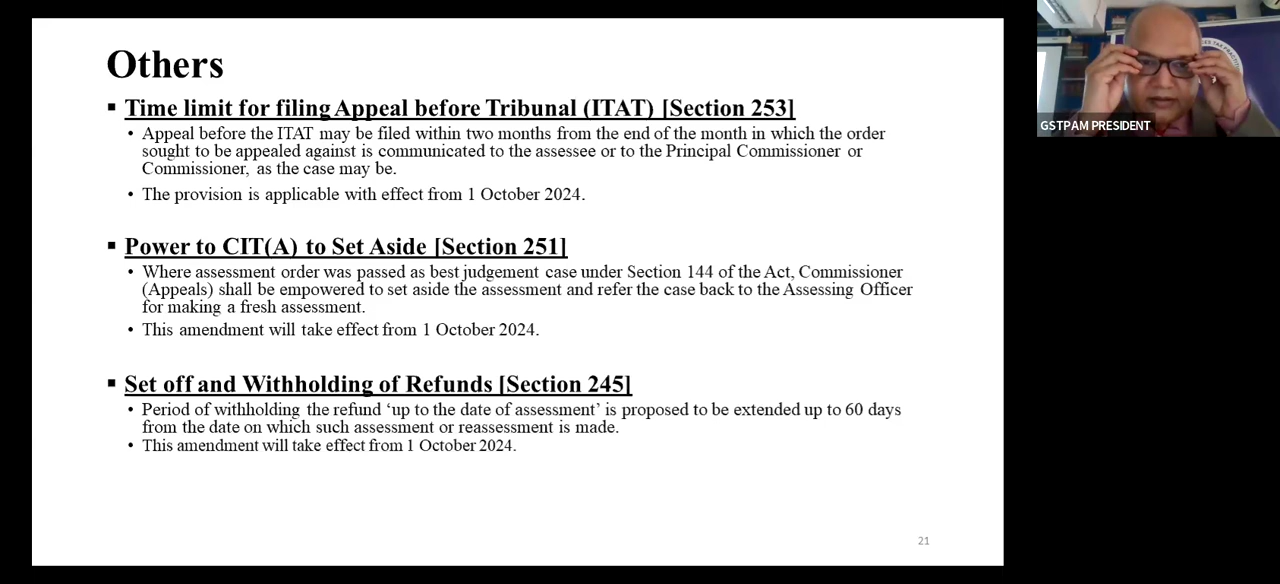 Others
▪ Time limit for filing Appeal before Tribunal (ITAT) [Section 253]
• Appeal before the ITAT may be filed within two months from the end of the month in which the order
sought to be appealed against is communicated to the assessee or to the Principal Commissioner or
Commissioner, as the case may be.
• The provision is applicable with effect from 1 October 2024.
▪ Power to CIT(A) to Set Aside [Section 251]
• Where assessment order was passed as best judgement case under Section 144 of the Act, Commissioner
(Appeals) shall be empowered to set aside the assessment and refer the case back to the Assessing Officer
for making a fresh assessment.
• This amendment will take effect from 1 October 2024.
▪ Set off and Withholding of Refunds [Section 245]
• Period of withholding the refund ‘up to the date of assessment’ is proposed to be extended up to 60 days
from the date on which such assessment or reassessment is made.
• This amendment will take effect from 1 October 2024.
21
GSTPAM PRESIDENT